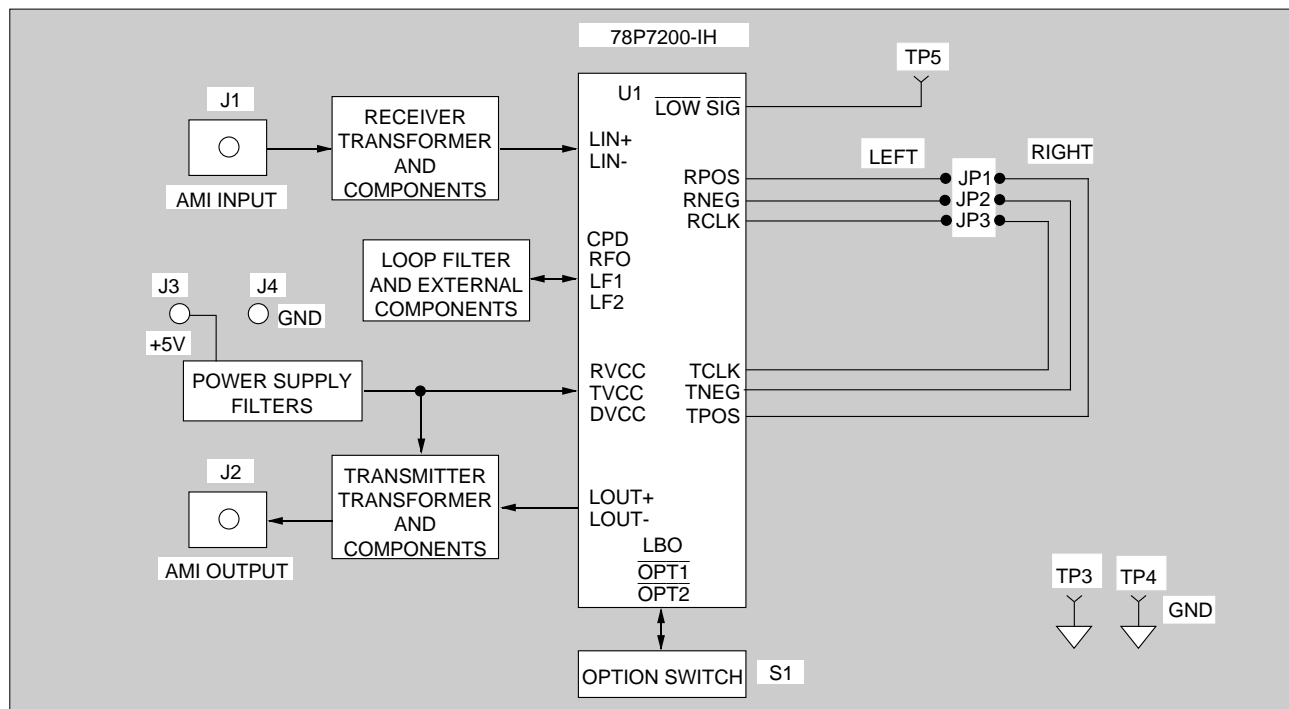 78P7200-IH
TP5
U1
LOW SIG
J1
RECEIVER
TRANSFORMER
AND
COMPONENTS
LIN+
LIN-
AMI INPUT
LEFT
RIGHT
RPOS
RNEG
RCLK
JP1
JP2
JP3
LOOP FILTER
AND EXTERNAL
COMPONENTS
CPD
RFO
LF1
LF2
J3
J4
GND
+5V
POWER SUPPLY
FILTERS
RVCC
TVCC
DVCC
TCLK
TNEG
TPOS
J2
TRANSMITTER
TRANSFORMER
AND
COMPONENTS
LOUT+
LOUT-
AMI OUTPUT
LBO
OPT1
OPT2
TP3
TP4
GND
OPTION SWITCH
S1